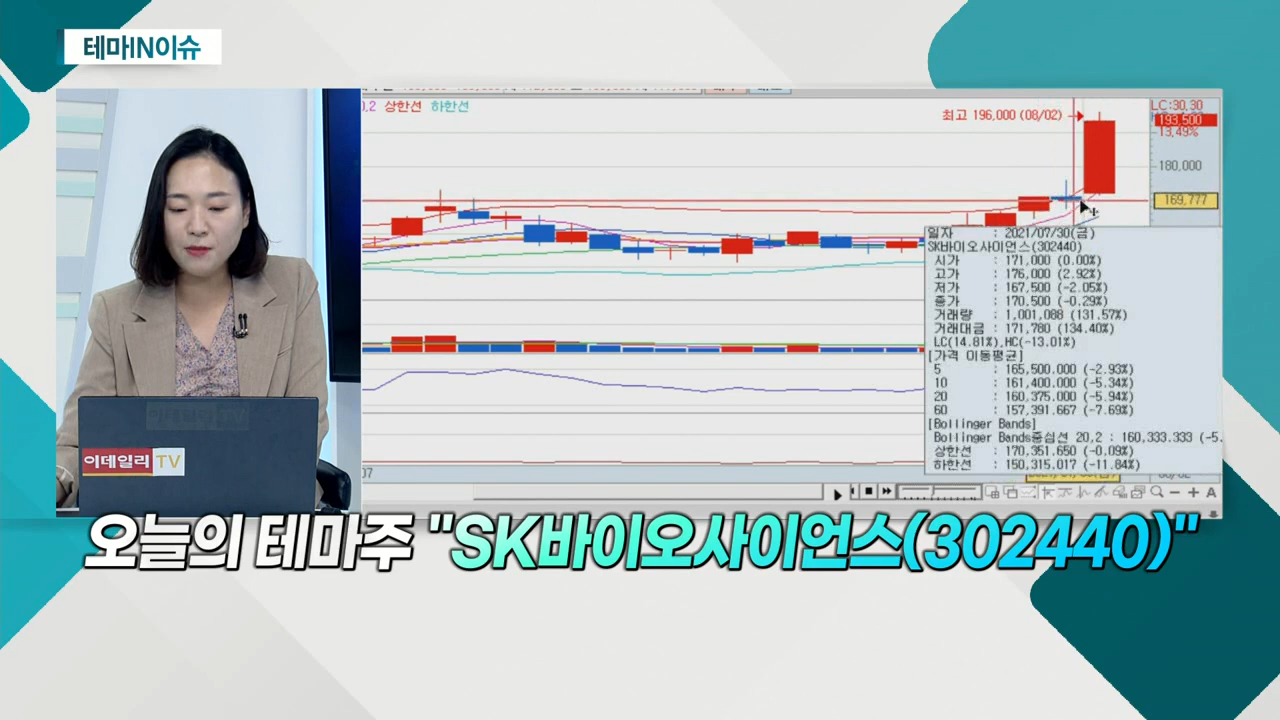 테마IN이슈
0,2 상한선 하한선
최고 196,000 (08/02)
LC:30.30
193,500
13.49%
180,000
169,777
일자 : 2021/07/30(금)
SK바이오사이언스(302440)
시가 : 171,000 (0.00%)
고가 : 176,000 (2.92%)
저가 : 167,500 (-2.05%)
종가 : 170,500 (-0.29%)
거래량 : 1,001,088 (131.57%)
거래대금 : 171,780 (134.40%)
LC(14.81%),HC(-13.01%)
[가격 이동평균]
5 : 165,500.000 (-2.93%)
10 : 161,400.000 (-5.34%)
20 : 160,375.000 (-5.94%)
60 : 157,391.667 (-7.69%)
[Bollinger Bands]
Bollinger Bands중심선 20,2 : 160,333.333 (-5.
상한선 : 170,351.650 (-0.09%)
하한선 : 150,315.017 (-11.84%)
07
A
이데일리TV
이데일리 TV
오늘의 테마주 "SK바이오사이언스(302440)"